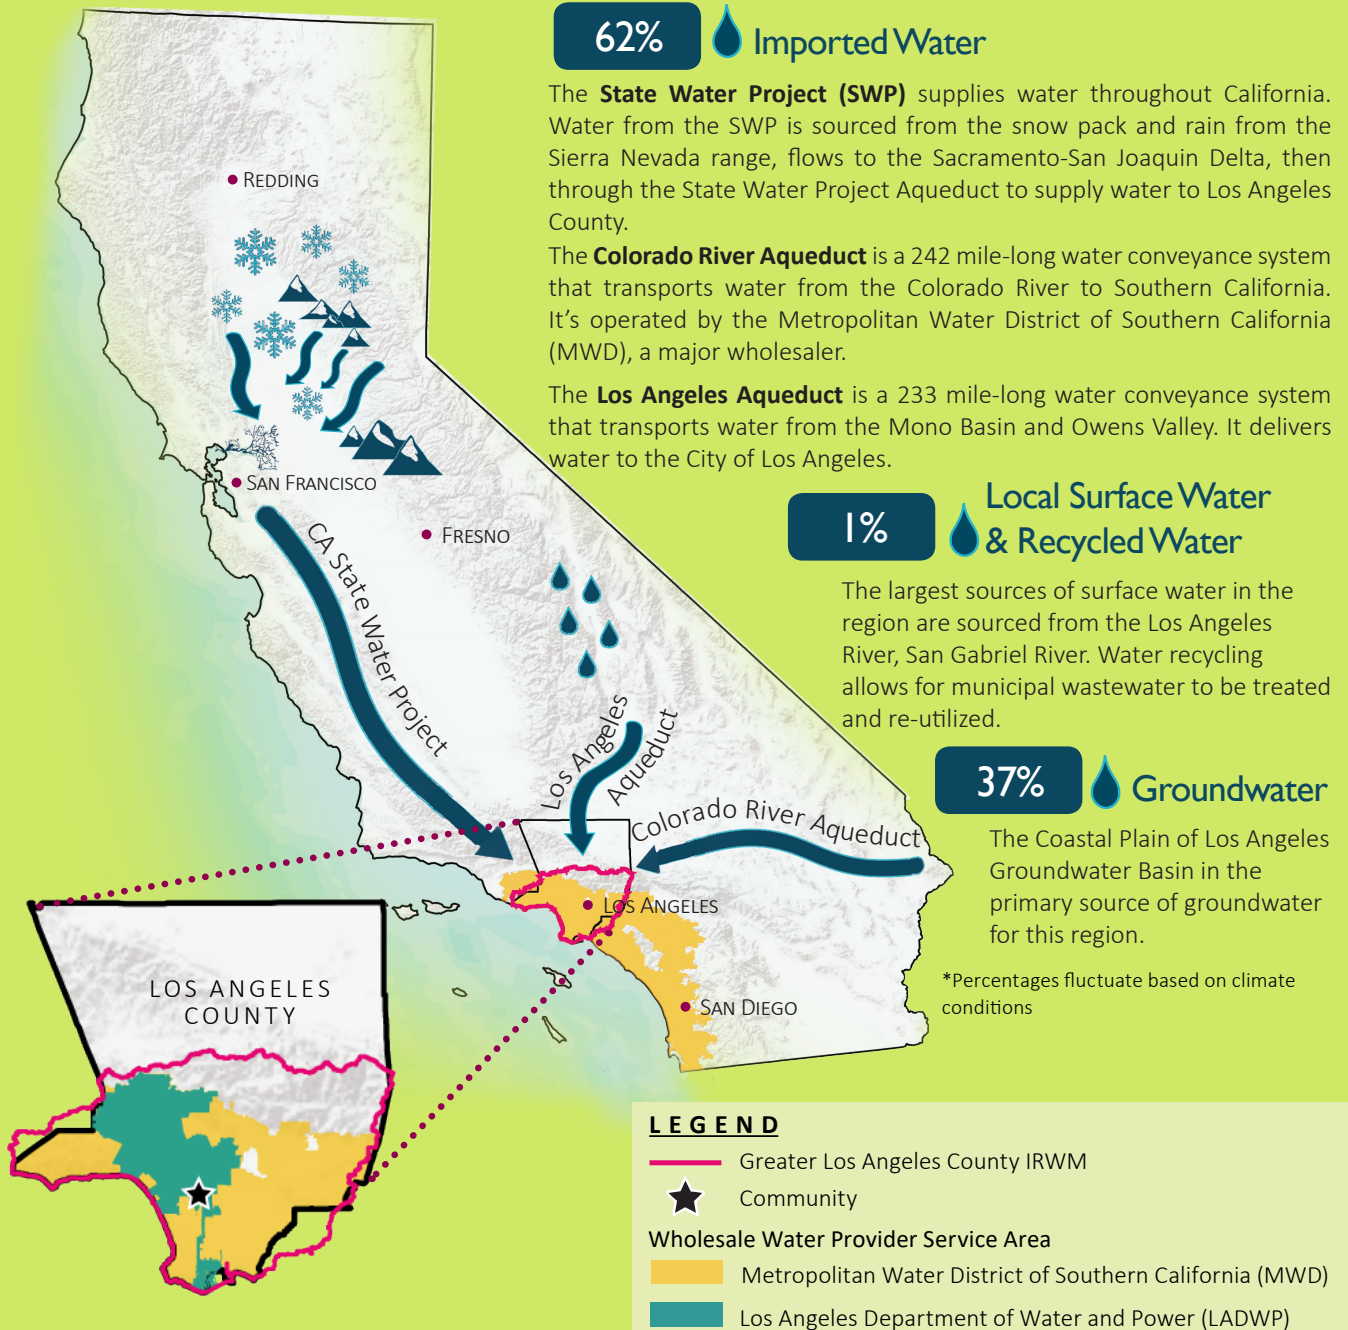 62%
Imported Water
The State Water Project (SWP) supplies water throughout California.
Water from the SWP is sourced from the snow pack and rain from the
Sierra Nevada range, flows to the Sacramento-San Joaquin Delta, then
through the State Water Project Aqueduct to supply water to Los Angeles
County.
The Colorado River Aqueduct is a 242 mile-long water conveyance system
that transports water from the Colorado River to Southern California.
It's operated by the Metropolitan Water District of Southern California
(MWD), a major wholesaler.
The Los Angeles Aqueduct is a 233 mile-long water conveyance system
that transports water from the Mono Basin and Owens Valley. It delivers
water to the City of Los Angeles.
1%
Local Surface Water
& Recycled Water
The largest sources of surface water in the
region are sourced from the Los Angeles
River, San Gabriel River. Water recycling
allows for municipal wastewater to be treated
and re-utilized.
37%
Groundwater
The Coastal Plain of Los Angeles
Groundwater Basin in the
primary source of groundwater
for this region.
*Percentages fluctuate based on climate
conditions
REDDING
SAN FRANCISCO
FRESNO
CA State Water Project
Los Angeles
Aqueduct
Colorado River Aqueduct
LOS ANGELES
SAN DIEGO
LOS ANGELES
COUNTY
LEGEND
Greater Los Angeles County IRWM
Community
Wholesale Water Provider Service Area
Metropolitan Water District of Southern California (MWD)
Los Angeles Department of Water and Power (LADWP)